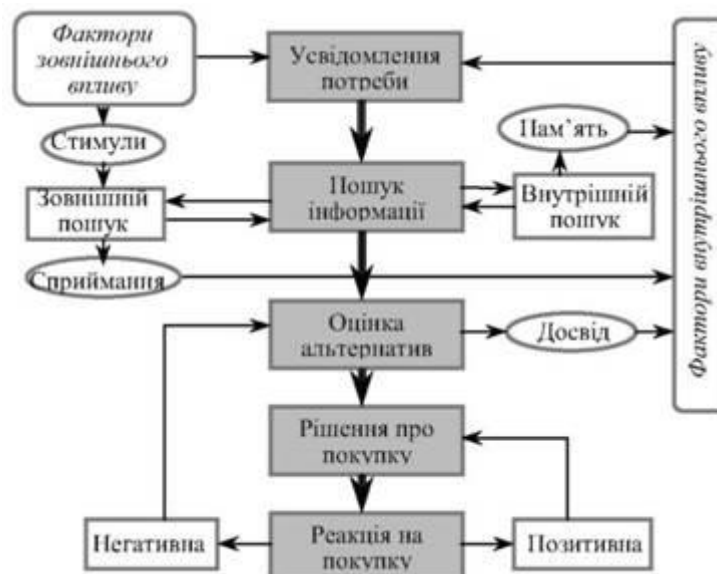 Фактори
зовнішнього
впливу
Усвідомлення
потреби
Стимули
Пам`ять
Зовнішній
пошук
Пошук
інформації
Внутрішній
пошук
Сприймання
Оцінка
альтернатив
Досвід
Фактори внутрішнього впливу
Рішення про
покупку
Негативна
Реакція на
покупку
Позитивна